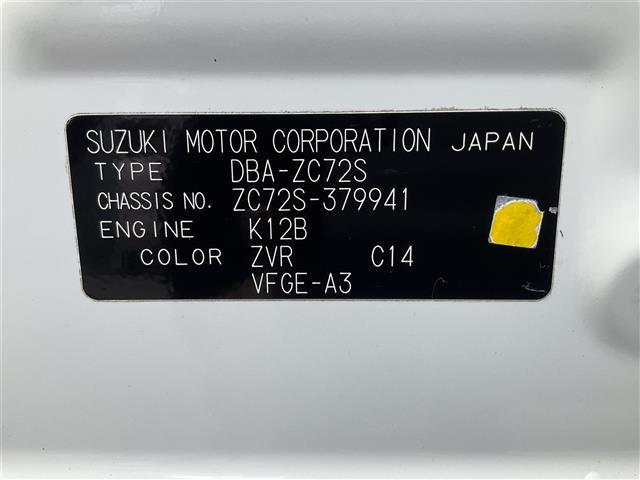 SUZUKI MOTOR CORPORATION JAPAN
TYPE DBA-ZC72S
CHASSIS NO. ZC72S-379941
ENGINE K12B
COLOR ZVR C14
VFGE-A3